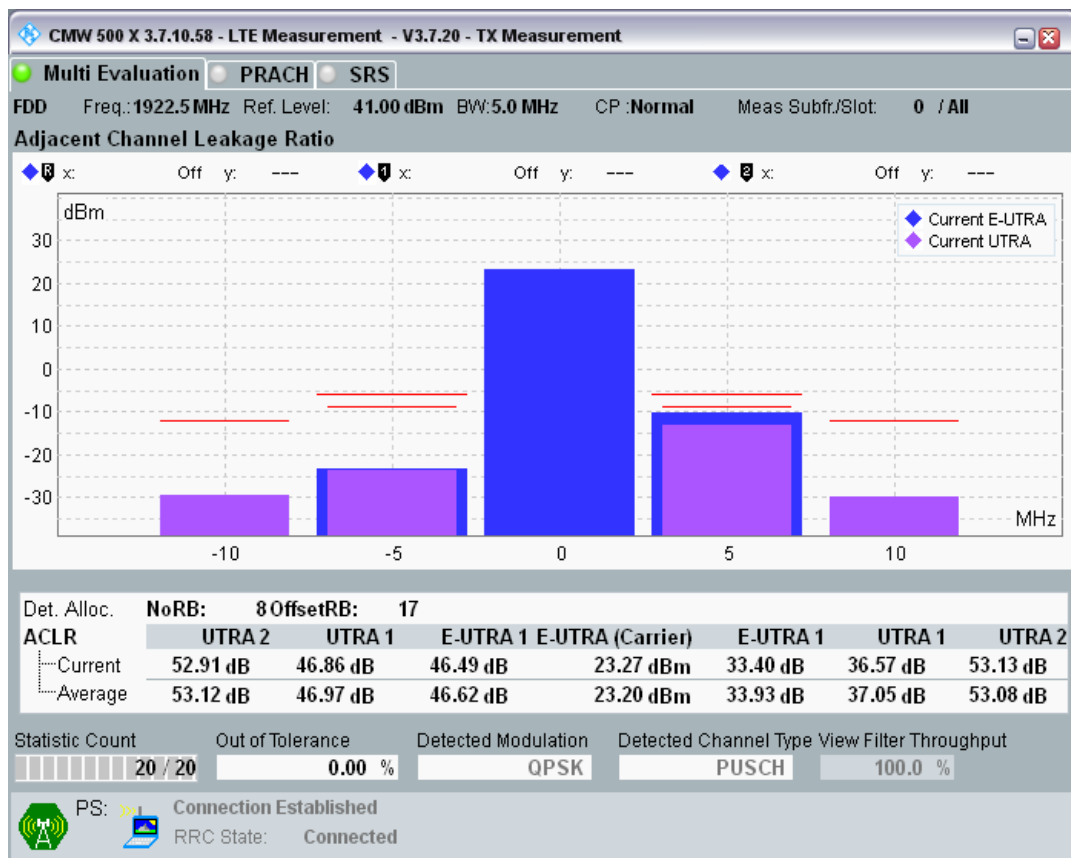 CMW 500 X 3.7.10.58 - LTE Measurement - V3.7.20 - TX Measurement
Multi Evaluation PRACH SRS
FDD Freq.: 1922.5 MHz Ref. Level: 41.00 dBm BW: 5.0 MHz CP : Normal Meas Subfr./Slot: 0 / All
Adjacent Channel Leakage Ratio
R x: Off y: --- 1 x: Off y: --- 2 x: Off y: ---
dBm
Current E-UTRA
Current UTRA
30
20
10
0
-10
-20
-30
MHz
-10 -5 0 5 10
Det. Alloc. NoRB: 8 OffsetRB: 17
ACLR UTRA 2 UTRA 1 E-UTRA 1 E-UTRA (Carrier) E-UTRA 1 UTRA 1 UTRA 2
Current 52.91 dB 46.86 dB 46.49 dB 23.27 dBm 33.40 dB 36.57 dB 53.13 dB
Average 53.12 dB 46.97 dB 46.62 dB 23.20 dBm 33.93 dB 37.05 dB 53.08 dB
Statistic Count Out of Tolerance Detected Modulation Detected Channel Type View Filter Throughput
20 / 20 0.00 % QPSK PUSCH 100.0 %
PS: Connection Established
RRC State: Connected